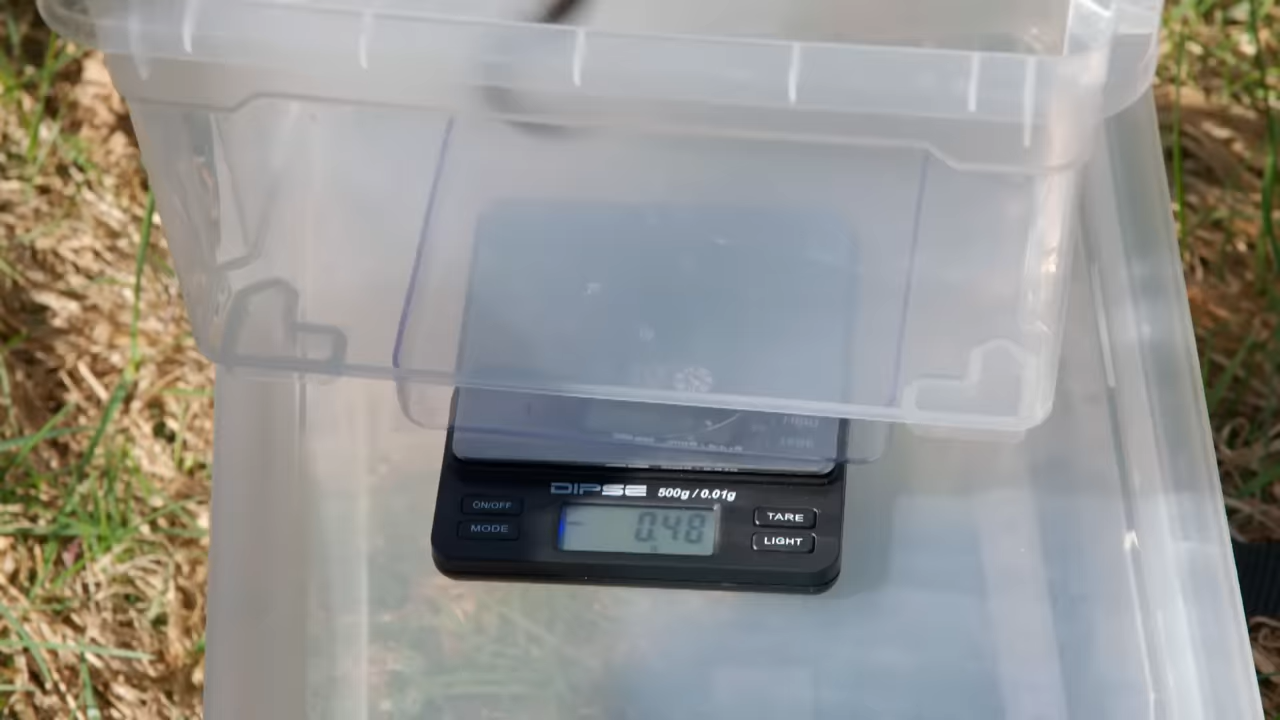 DIPSE 500g / 0.01g
ON/OFF
MODE
- 0.48
TARE
LIGHT